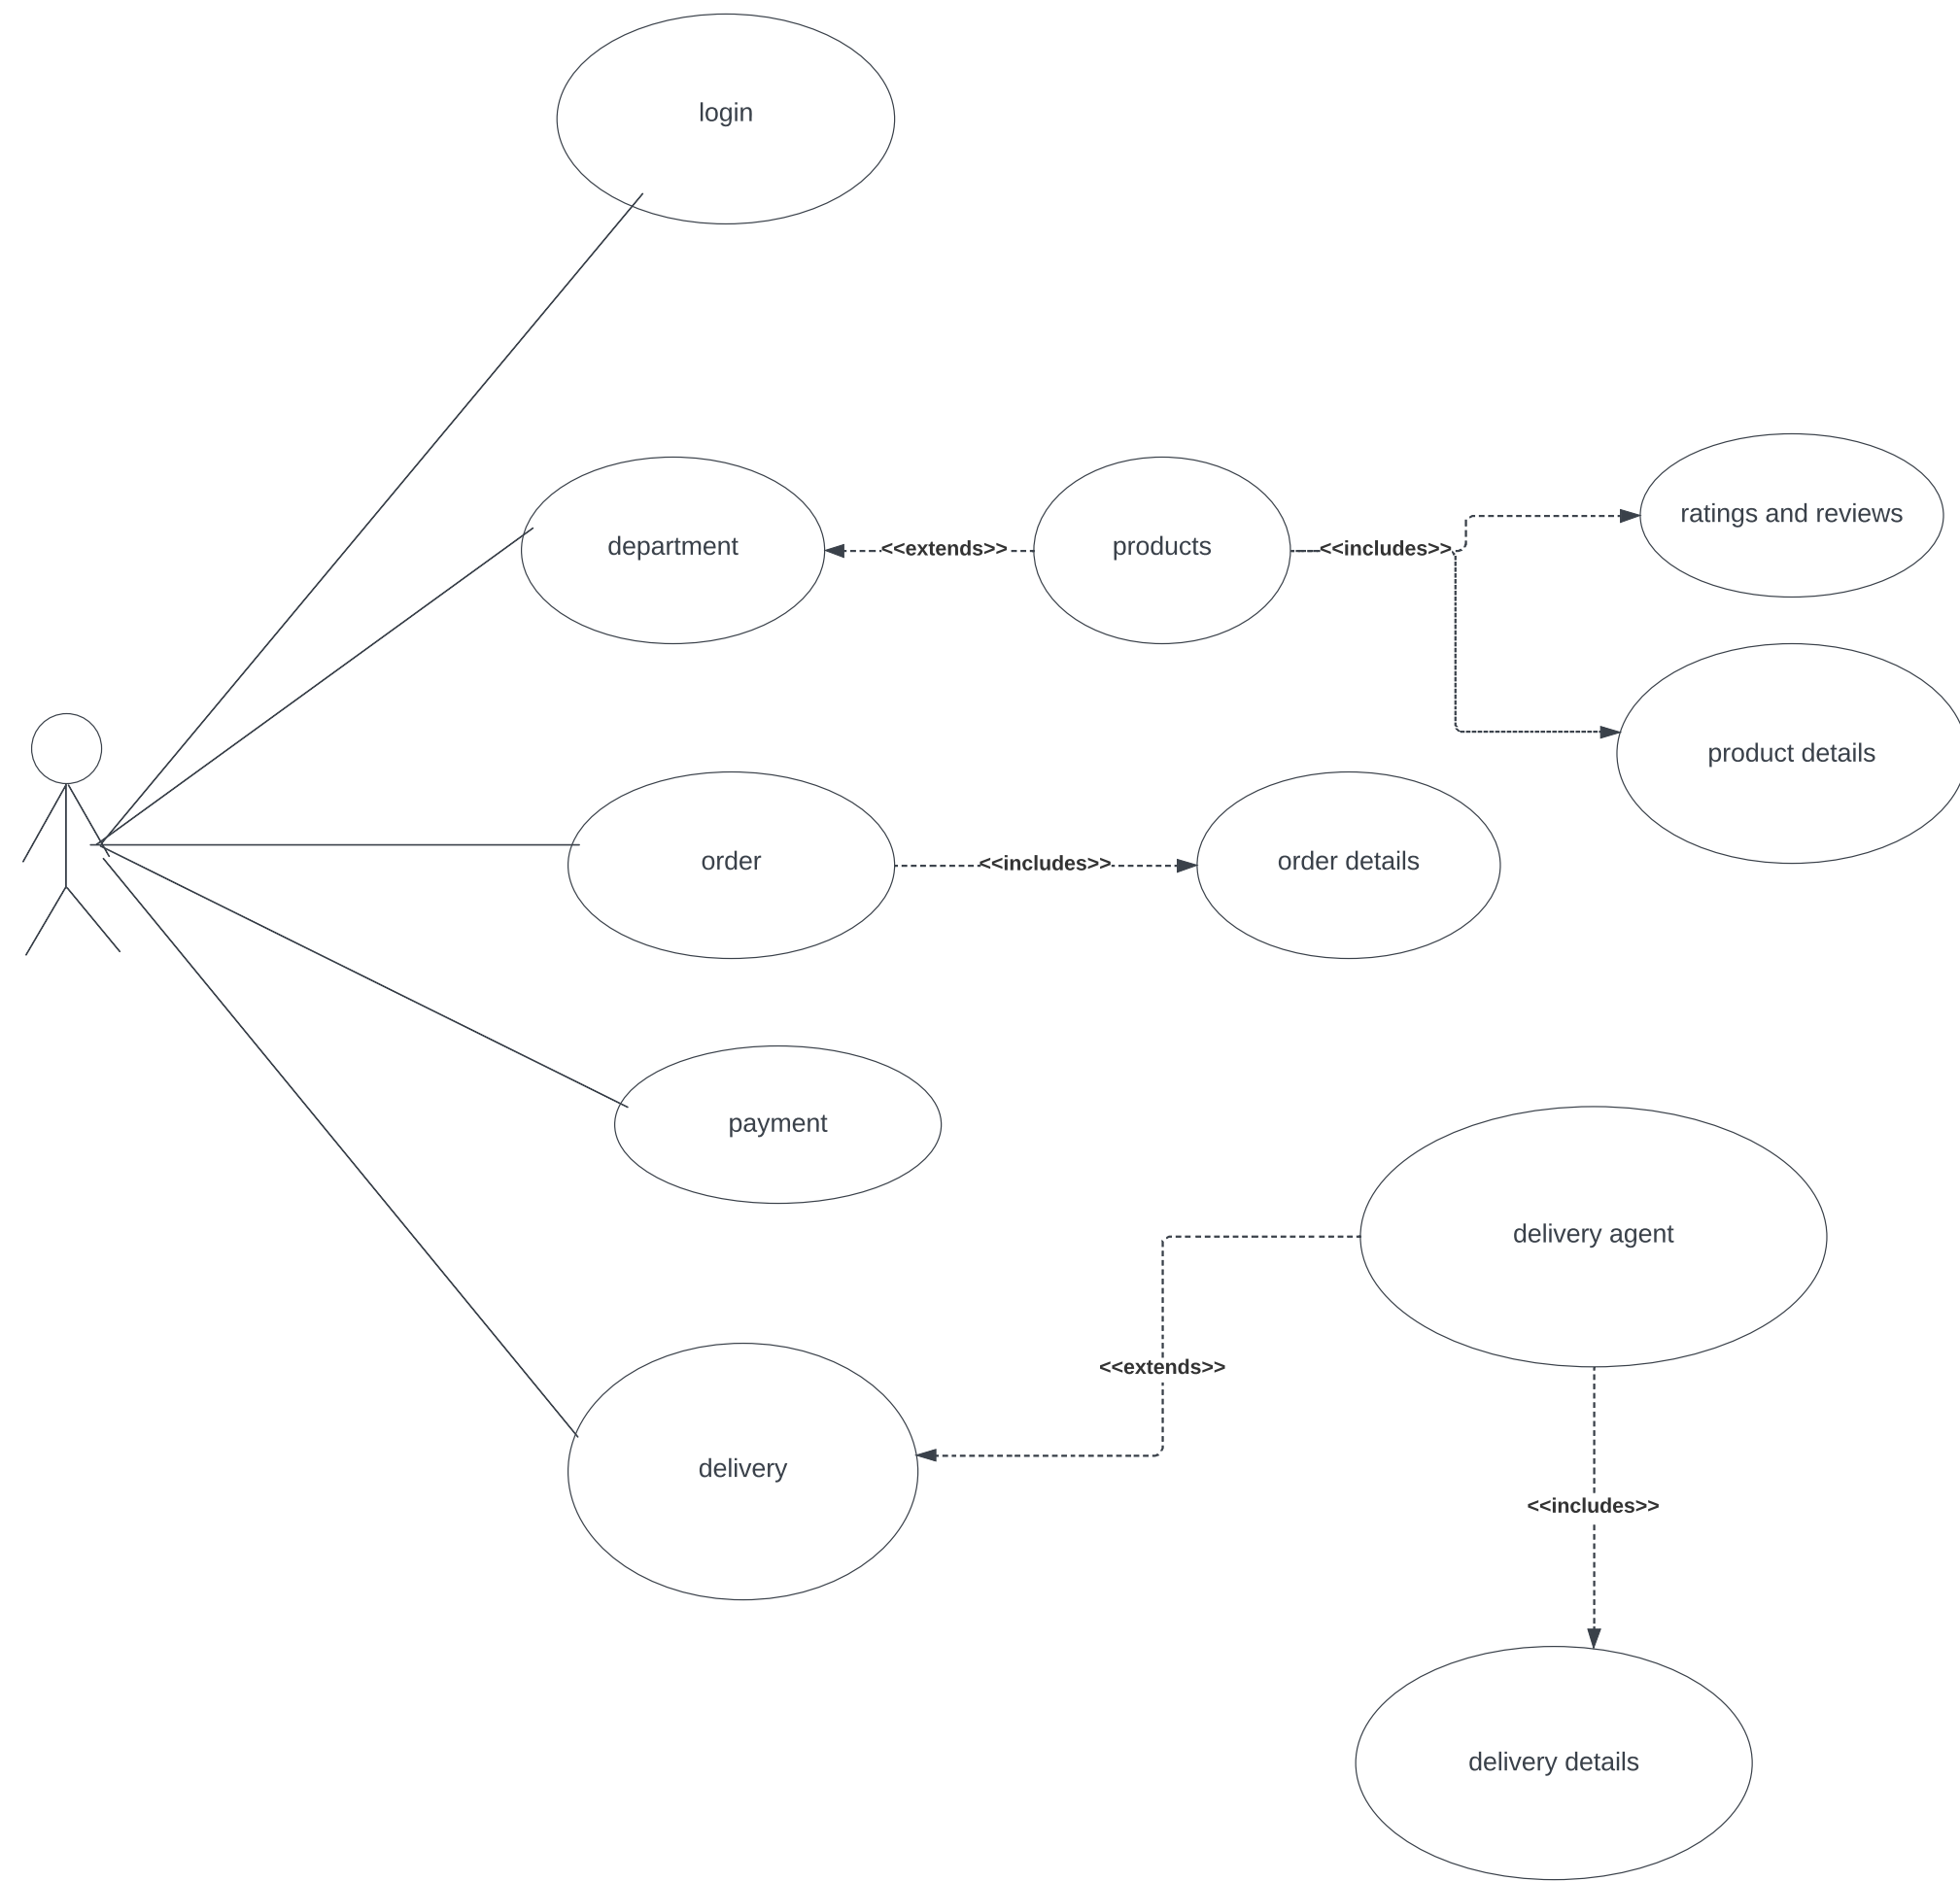 login
department
<<extends>>
products
<<includes>>
ratings and reviews
product details
order
<<includes>>
order details
payment
delivery agent
<<extends>>
delivery
<<includes>>
delivery details